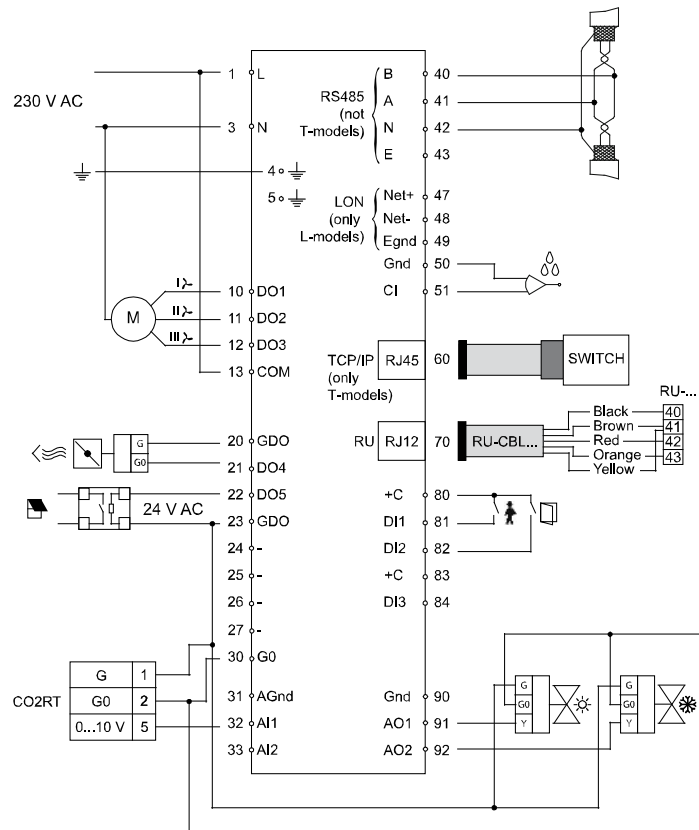 230 V AC
1 L
3 N
4
5
10 DO1
11 DO2
12 DO3
13 COM
20 GDO
21 DO4
22 DO5
23 GDO
24 -
25 -
26 -
27 -
30 G0
31 AGnd
32 AI1
33 AI2
I
II
III
M
G
G0
24 V AC
CO2RT
G 1
G0 2
0...10 V 5
RS485
(not
T-models)
B 40
A 41
N 42
E 43
LON
(only
L-models)
Net+ 47
Net- 48
Egnd 49
Gnd 50
CI 51
TCP/IP
(only
T-models)
RJ45 60
SWITCH
RU RJ12 70
RU-CBL...
RU-...
Black 40
Brown 41
Red 42
Orange 43
Yellow
+C 80
DI1 81
DI2 82
+C 83
DI3 84
Gnd 90
AO1 91
AO2 92
G
G0
Y
G
G0
Y